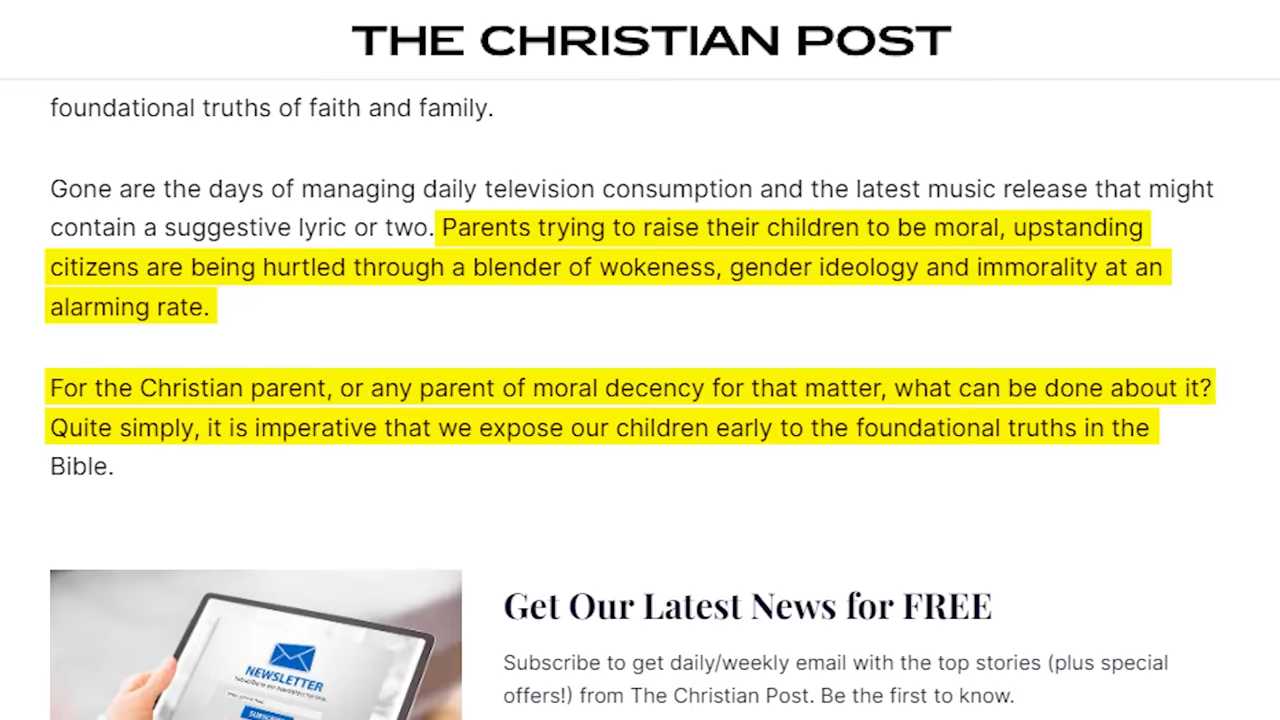 THE CHRISTIAN POST
foundational truths of faith and family.
Gone are the days of managing daily television consumption and the latest music release that might
contain a suggestive lyric or two. Parents trying to raise their children to be moral, upstanding
citizens are being hurtled through a blender of wokeness, gender ideology and immorality at an
alarming rate.
For the Christian parent, or any parent of moral decency for that matter, what can be done about it?
Quite simply, it is imperative that we expose our children early to the foundational truths in the
Bible.
Get Our Latest News for FREE
Subscribe to get daily/weekly email with the top stories (plus special
offers!) from The Christian Post. Be the first to know.
NEWSLETTER